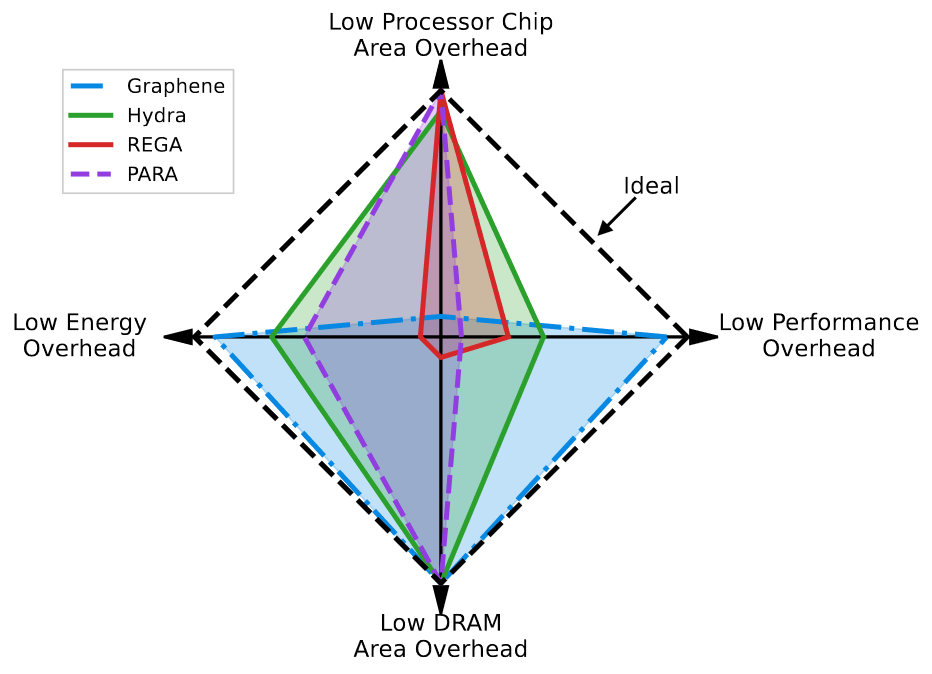 Low Processor Chip
Area Overhead
Graphene
Hydra
REGA
PARA
Ideal
Low Energy
Overhead
Low Performance
Overhead
Low DRAM
Area Overhead